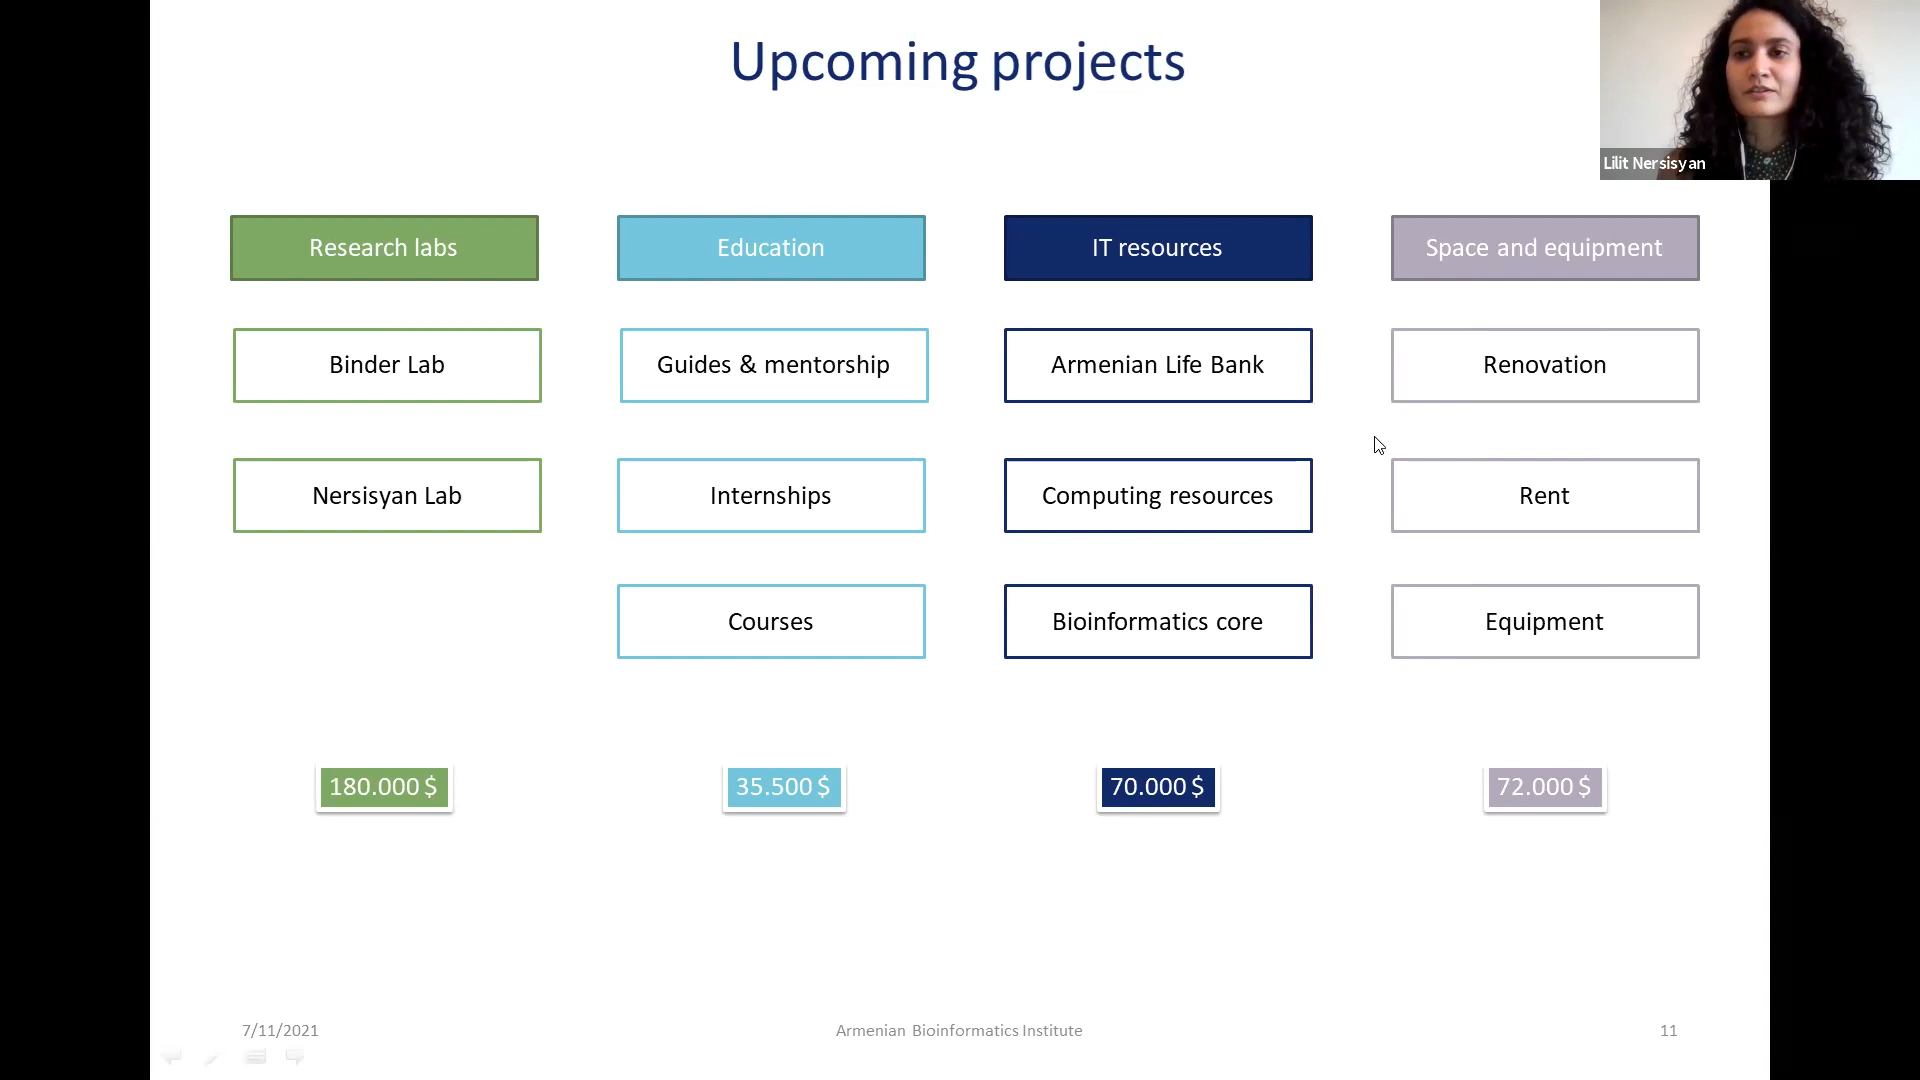 Upcoming projects
Lilit Nersisyan
Research labs
Education
IT resources
Space and equipment
Binder Lab
Guides & mentorship
Armenian Life Bank
Renovation
Nersisyan Lab
Internships
Computing resources
Rent
Courses
Bioinformatics core
Equipment
180.000 $
35.500 $
70.000 $
72.000 $
7/11/2021
Armenian Bioinformatics Institute
11